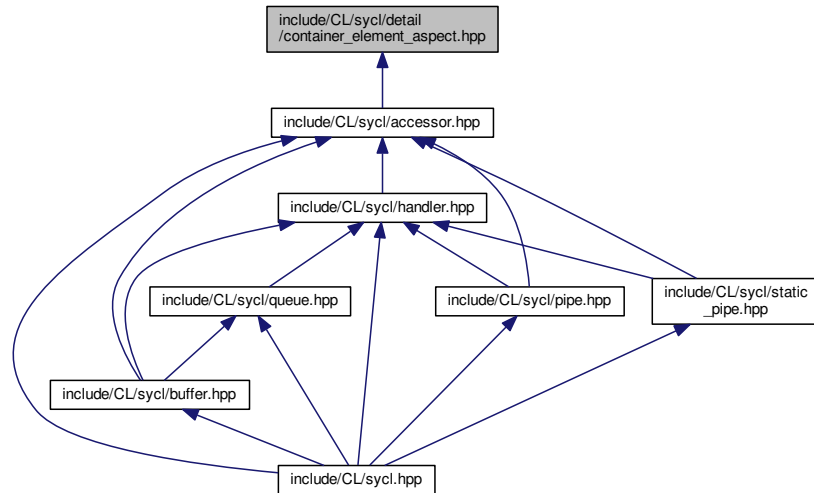 include/CL/sycl/detail
/container_element_aspect.hpp
include/CL/sycl/accessor.hpp
include/CL/sycl/handler.hpp
include/CL/sycl/queue.hpp
include/CL/sycl/pipe.hpp
include/CL/sycl/static
_pipe.hpp
include/CL/sycl/buffer.hpp
include/CL/sycl.hpp